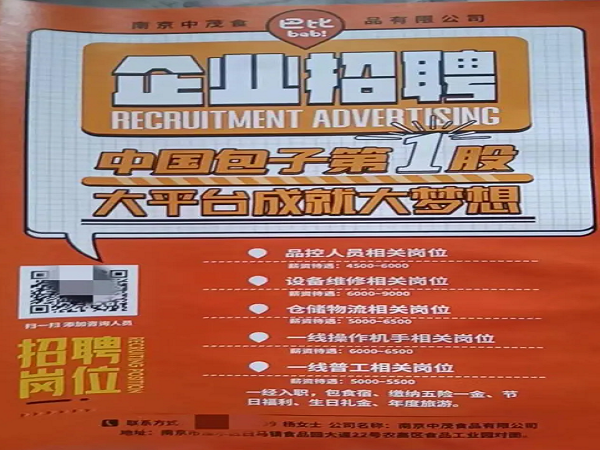 南京中茂食
巴比
babi
品有限公司
企业招聘
RECRUITMENT ADVERTISING
中国包子第1股
大平台成就大梦想
品控人员相关岗位
薪资待遇：4500-6000
设备维修相关岗位
薪资待遇：6000-9000
仓储物流相关岗位
薪资待遇：5000-6500
一线操作机手相关岗位
薪资待遇：6000-6500
一线普工相关岗位
薪资待遇：5000-5500
扫一扫 添加咨询人员
招聘
岗位
RECRUITING POSITION
一经入职，包食宿、缴纳五险一金、节
日福利、生日礼金、年度旅游。
联系方式 杨女士 公司名称：南京中茂食品有限公司
地址：南京市 白马镇食品园大道22号农副区食品工业园对面。